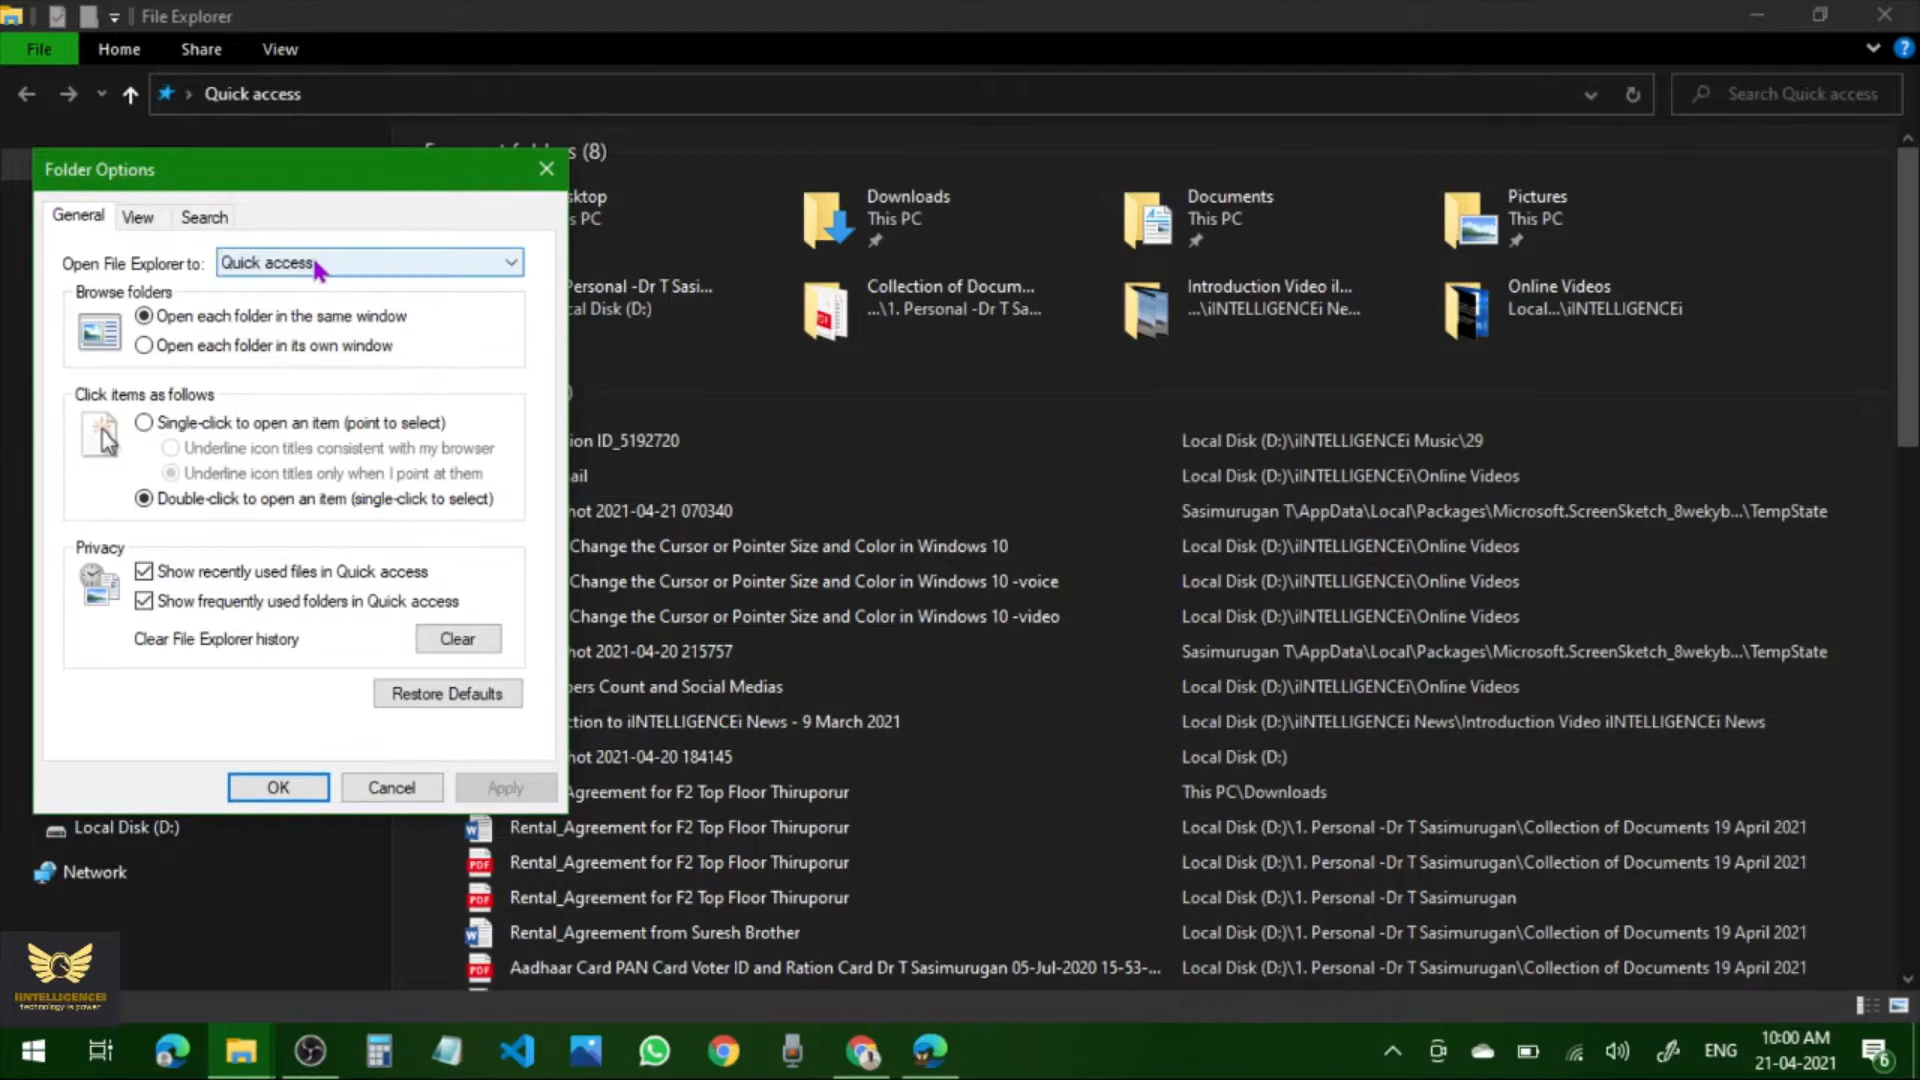 File Explorer
File Home Share View
Quick access
Search Quick access
Folder Options
General View Search
Open File Explorer to: Quick access
Browse folders
Open each folder in the same window
Open each folder in its own window
Click items as follows
Single-click to open an item (point to select)
Underline icon titles consistent with my browser
Underline icon titles only when I point at them
Double-click to open an item (single-click to select)
Privacy
Show recently used files in Quick access
Show frequently used folders in Quick access
Clear File Explorer history Clear
Restore Defaults
OK Cancel Apply
(8)
Downloads
This PC
Documents
This PC
Pictures
This PC
ersonal -Dr T Sasi...
cal Disk (D:)
Collection of Docum...
...\1. Personal -Dr T Sa...
Introduction Video iI...
...\iINTELLIGENCEi Ne...
Online Videos
Local...\iINTELLIGENCEi
ion ID_5192720 Local Disk (D:)\iINTELLIGENCEi Music\29
ail Local Disk (D:)\iINTELLIGENCEi\Online Videos
hot 2021-04-21 070340 Sasimurugan T\AppData\Local\Packages\Microsoft.ScreenSketch_8wekyb...\TempState
Change the Cursor or Pointer Size and Color in Windows 10 Local Disk (D:)\iINTELLIGENCEi\Online Videos
Change the Cursor or Pointer Size and Color in Windows 10 -voice Local Disk (D:)\iINTELLIGENCEi\Online Videos
Change the Cursor or Pointer Size and Color in Windows 10 -video Local Disk (D:)\iINTELLIGENCEi\Online Videos
hot 2021-04-20 215757 Sasimurugan T\AppData\Local\Packages\Microsoft.ScreenSketch_8wekyb...\TempState
bers Count and Social Medias Local Disk (D:)\iINTELLIGENCEi\Online Videos
ction to iINTELLIGENCEi News - 9 March 2021 Local Disk (D:)\iINTELLIGENCEi News\Introduction Video iINTELLIGENCEi News
hot 2021-04-20 184145 Local Disk (D:)
Agreement for F2 Top Floor Thiruporur This PC\Downloads
Local Disk (D:)
Rental_Agreement for F2 Top Floor Thiruporur Local Disk (D:)\1. Personal -Dr T Sasimurugan\Collection of Documents 19 April 2021
Network
Rental_Agreement for F2 Top Floor Thiruporur Local Disk (D:)\1. Personal -Dr T Sasimurugan\Collection of Documents 19 April 2021
Rental_Agreement for F2 Top Floor Thiruporur Local Disk (D:)\1. Personal -Dr T Sasimurugan
Rental_Agreement from Suresh Brother Local Disk (D:)\1. Personal -Dr T Sasimurugan\Collection of Documents 19 April 2021
Aadhaar Card PAN Card Voter ID and Ration Card Dr T Sasimurugan 05-Jul-2020 15-53-... Local Disk (D:)\1. Personal -Dr T Sasimurugan\Collection of Documents 19 April 2021
IINTELLIGENCEI
technology is power
ENG
10:00 AM
21-04-2021
6